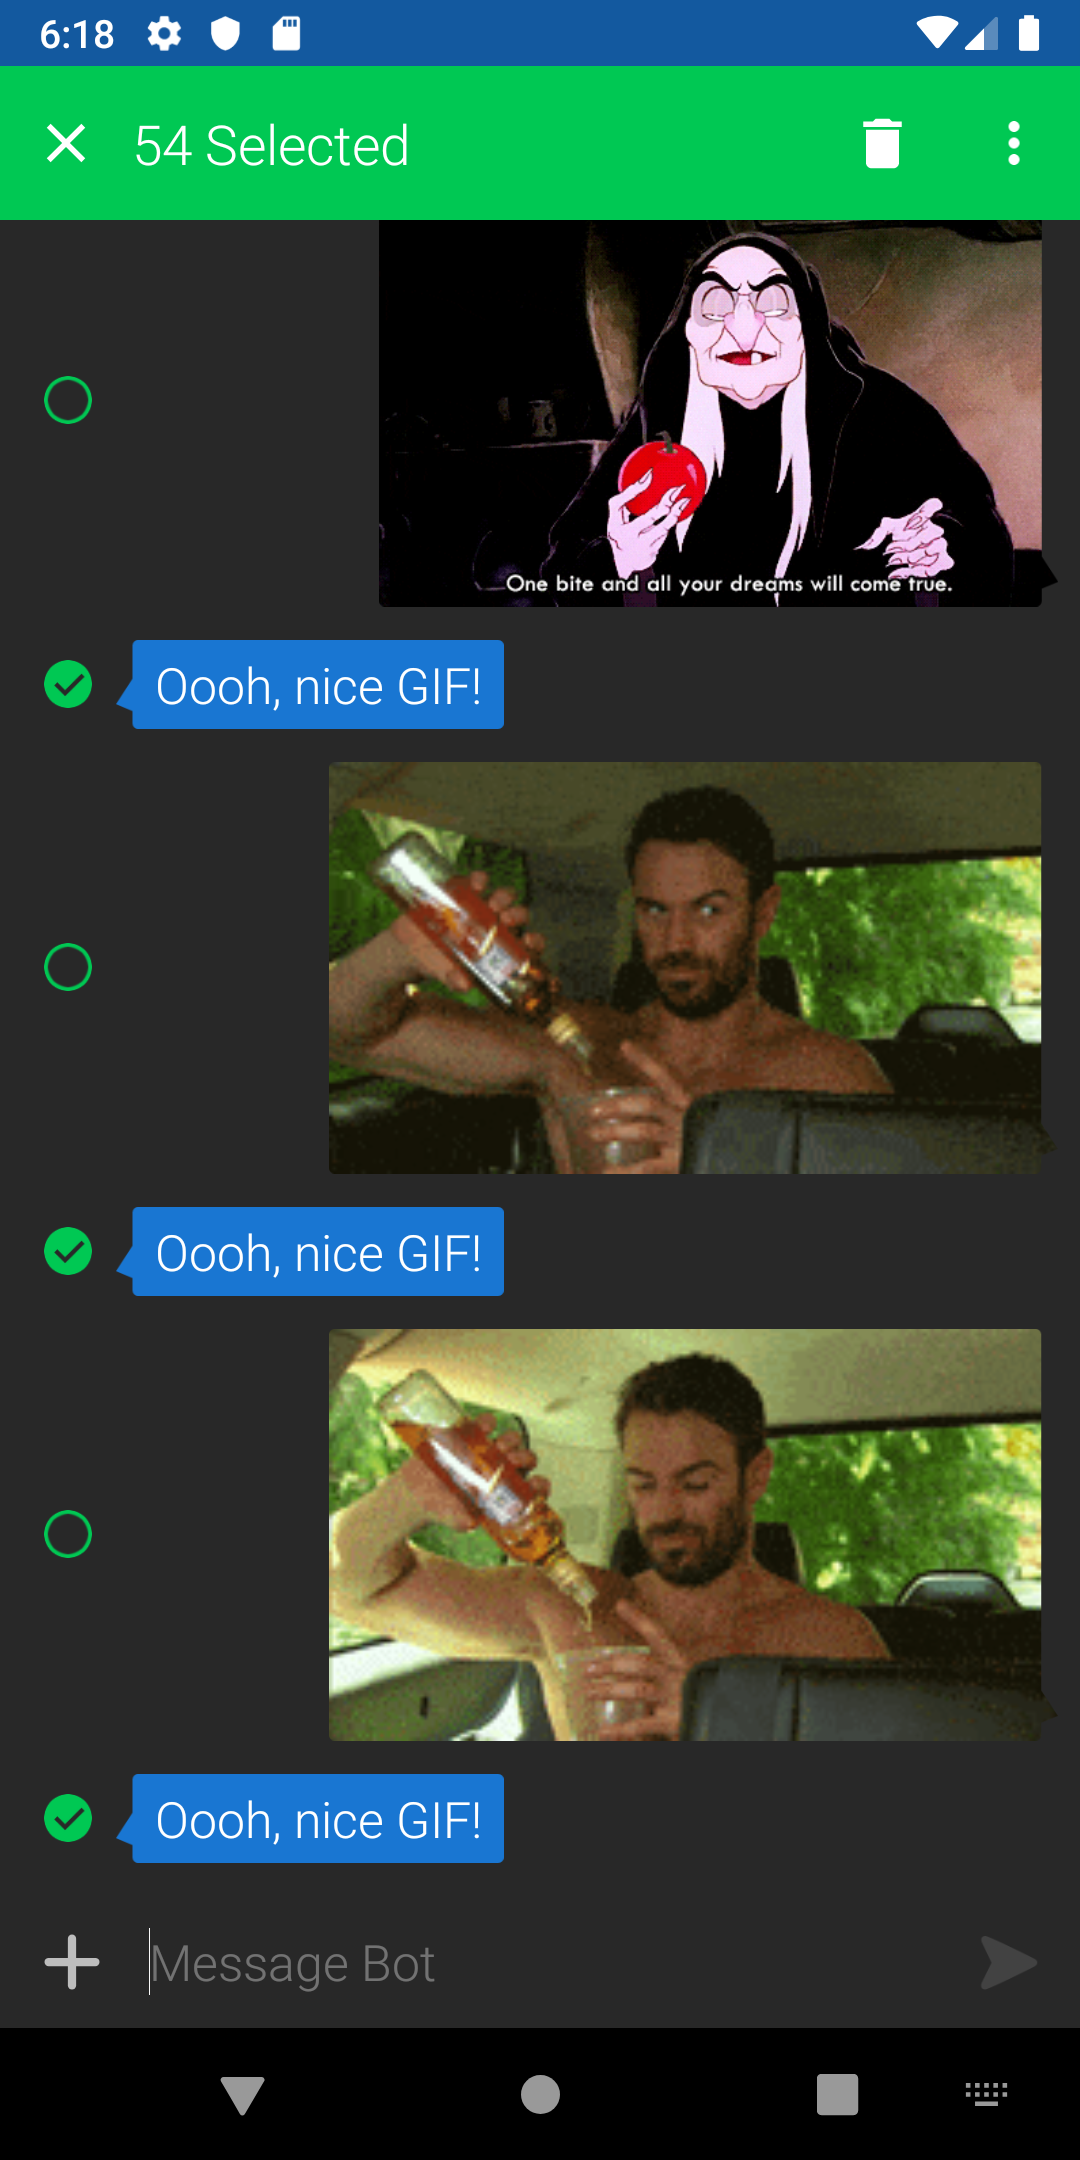 6:18
54 Selected
One bite and all your dreams will come true.
Oooh, nice GIF!
Oooh, nice GIF!
Oooh, nice GIF!
Message Bot